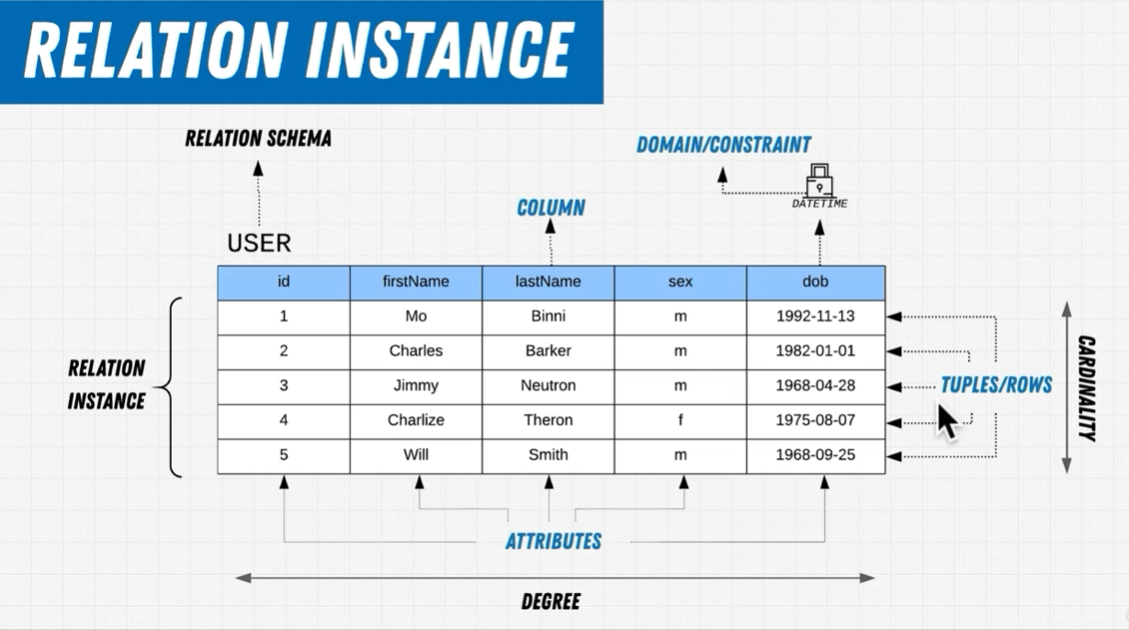 RELATION INSTANCE
RELATION SCHEMA
DOMAIN/CONSTRAINT
DATETIME
COLUMN
USER
id firstName lastName sex dob
1 Mo Binni m 1992-11-13
2 Charles Barker m 1982-01-01
3 Jimmy Neutron m 1968-04-28
4 Charlize Theron f 1975-08-07
5 Will Smith m 1968-09-25
RELATION
INSTANCE
TUPLES/ROWS
CARDINALITY
ATTRIBUTES
DEGREE